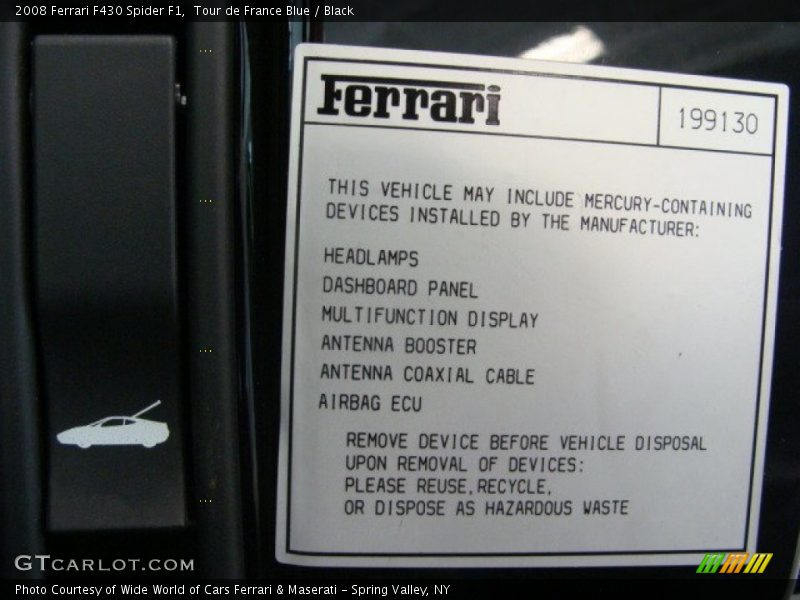 2008 Ferrari F430 Spider F1,  Tour de France Blue / Black
Ferrari
199130
THIS VEHICLE MAY INCLUDE MERCURY-CONTAINING
DEVICES INSTALLED BY THE MANUFACTURER:
HEADLAMPS
DASHBOARD PANEL
MULTIFUNCTION DISPLAY
ANTENNA BOOSTER
ANTENNA COAXIAL CABLE
AIRBAG ECU
REMOVE DEVICE BEFORE VEHICLE DISPOSAL
UPON REMOVAL OF DEVICES:
PLEASE REUSE,RECYCLE,
OR DISPOSE AS HAZARDOUS WASTE
GTCARLOT.COM
Photo Courtesy of Wide World of Cars Ferrari & Maserati - Spring Valley, NY